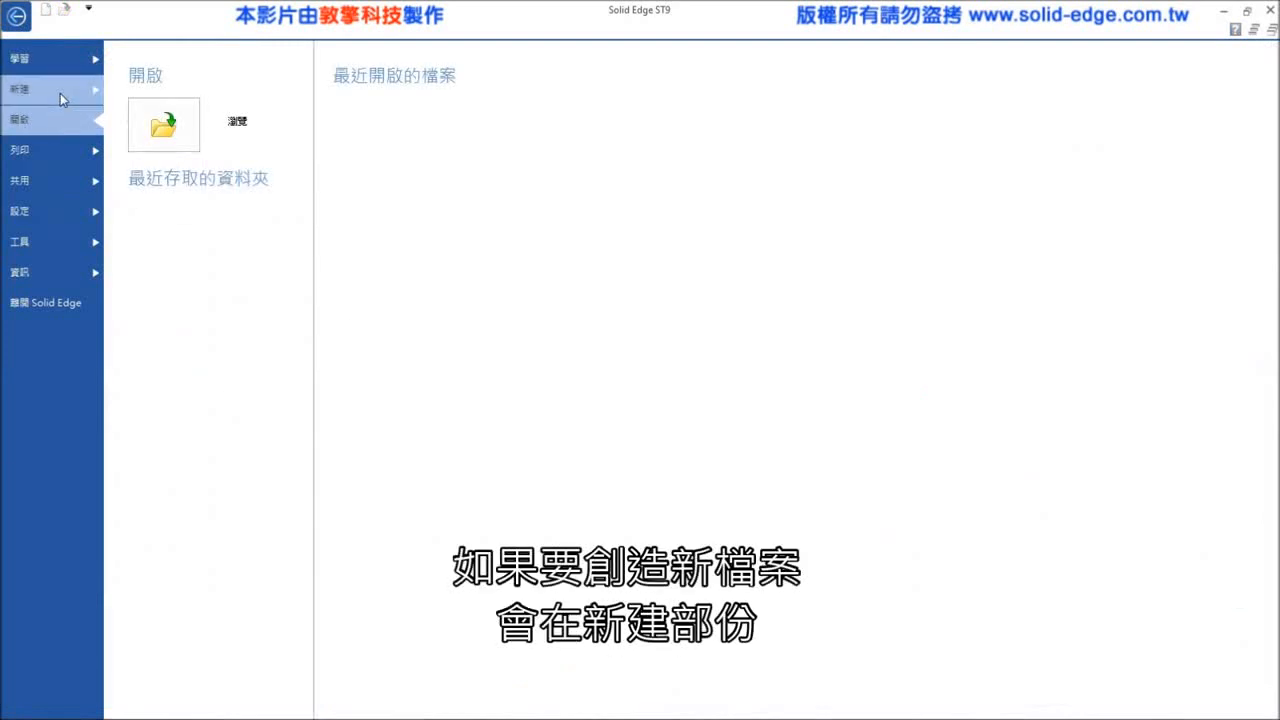 本影片由敦擎科技製作
Solid Edge ST9
版權所有請勿盜拷 www.solid-edge.com.tw
學習
新建
開啟
列印
共用
設定
工具
資訊
離開 Solid Edge
開啟
瀏覽
最近存取的資料夾
最近開啟的檔案
如果要創造新檔案
會在新建部份